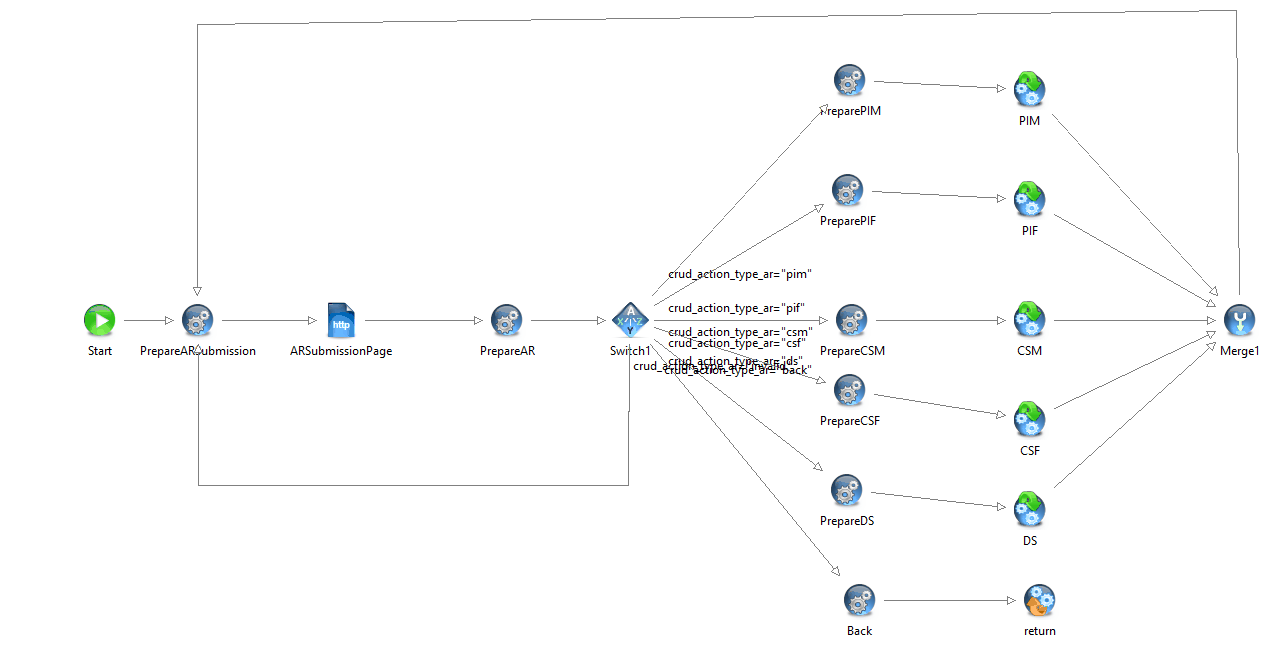 PreparePIM
PIM
PreparePIF
PIF
crud_action_type_ar="pim"
crud_action_type_ar="pif"
http
A
X Y Z
Y
Start
PrepareARSubmission
ARSubmissionPage
PrepareAR
Switch1
crud_action_type_ar="csm"
crud_action_type_ar="csf"
crud_action_type_ar="ds"
crud_action_type_ar="back"
PrepareCSM
CSM
Merge1
PrepareCSF
CSF
PrepareDS
DS
Back
return